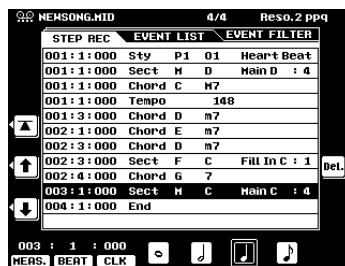 NEWSONG.MID 4/4 Reso.2 ppq
STEP REC EVENT LIST EVENT FILTER
001:1:000 Sty P1 01 Heart Beat
001:1:000 Sect M D Main D : 4
001:1:000 Chord C M7
001:1:000 Tempo 148
001:3:000 Chord D m7
002:1:000 Chord E m7
002:3:000 Chord D m7
002:3:000 Sect F C Fill In C : 1
002:4:000 Chord G 7
003:1:000 Sect M C Main C : 4
004:1:000 End
Del.
003 : 1 : 000
MEAS. BEAT CLK